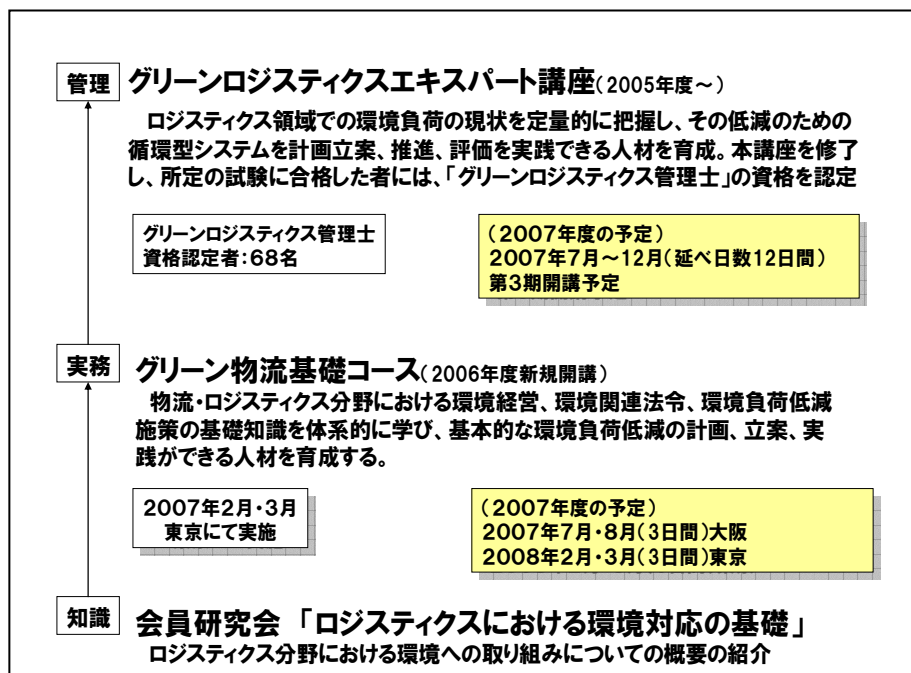 管理 グリーンロジスティクスエキスパート講座(2005年度～)
ロジスティクス領域での環境負荷の現状を定量的に把握し、その低減のための
循環型システムを計画立案、推進、評価を実践できる人材を育成。本講座を修了
し、所定の試験に合格した者には、「グリーンロジスティクス管理士」の資格を認定
グリーンロジスティクス管理士
資格認定者:68名
(2007年度の予定)
2007年7月～12月(延べ日数12日間)
第3期開講予定
実務 グリーン物流基礎コース(2006年度新規開講)
物流・ロジスティクス分野における環境経営、環境関連法令、環境負荷低減
施策の基礎知識を体系的に学び、基本的な環境負荷低減の計画、立案、実
践ができる人材を育成する。
2007年2月・3月
東京にて実施
(2007年度の予定)
2007年7月・8月(3日間)大阪
2008年2月・3月(3日間)東京
知識 会員研究会 「ロジスティクスにおける環境対応の基礎」
ロジスティクス分野における環境への取り組みについての概要の紹介